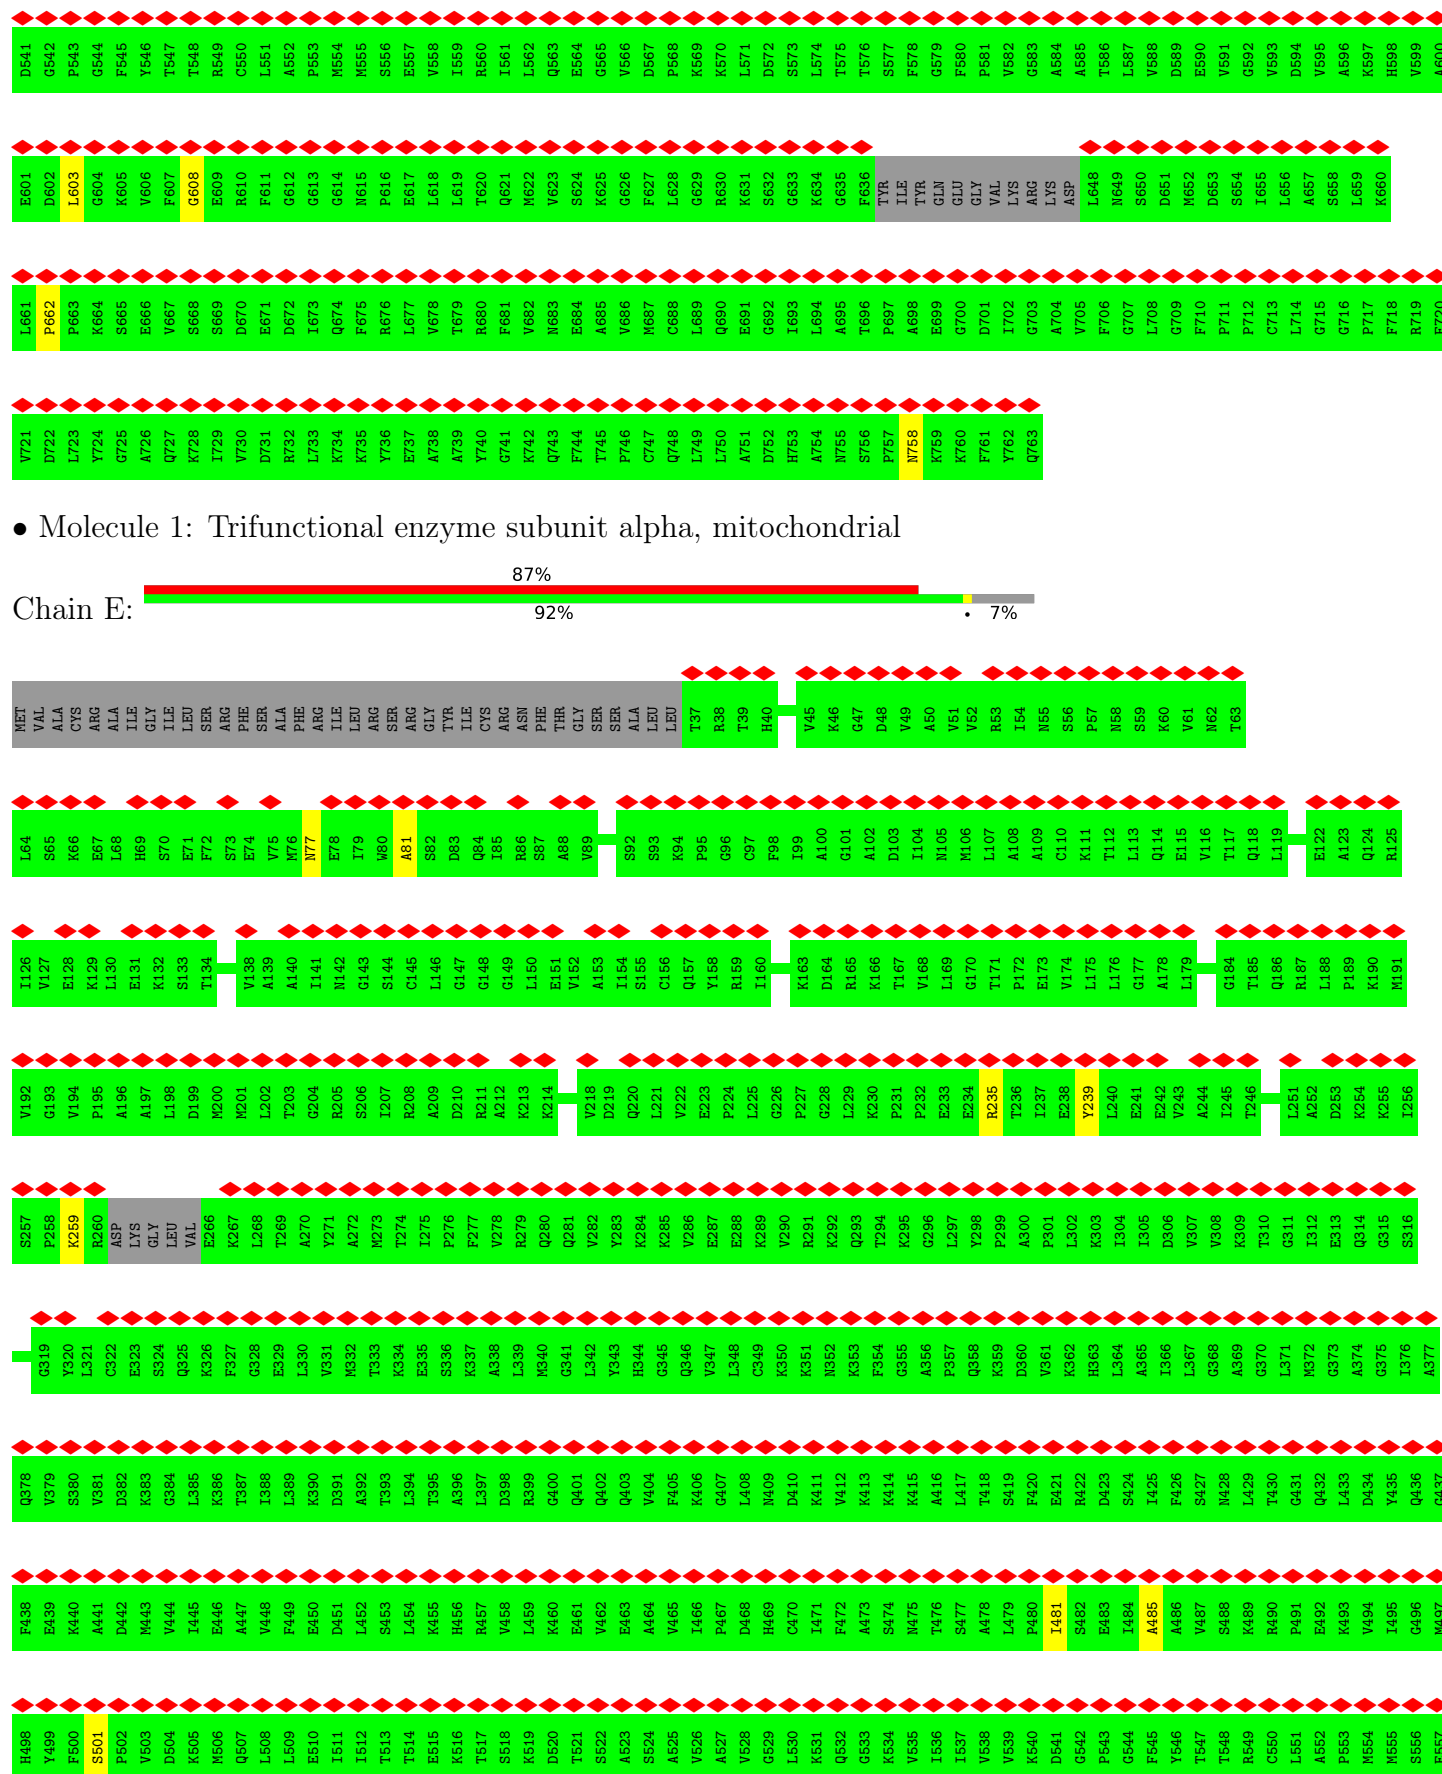 D541 G542 P543 G544 F545 Y546 T547 T548 R549 C550 L551 A552 P553 M554 M555 S556 E557 V558 I559 R560 I561 L562 Q563 E564 G565 V566 D567 P568 K569 K570 L571 D572 S573 L574 T575 T576 S577 F578 G579 F580 P581 V582 G583 A584 A585 T586 L587 V588 D589 E590 V591 G592 V593 D594 V595 A596 K597 H598 V599 A600
E601 D602 L603 G604 K605 V606 F607 G608 E609 R610 F611 G612 G613 G614 N615 P616 E617 L618 L619 T620 Q621 M622 V623 S624 K625 G626 F627 L628 G629 R630 K631 S632 G633 K634 G635 F636 TYR ILE TYR GLN GLU GLY VAL LYS ARG LYS ASP L648 N649 S650 D651 M652 D653 S654 I655 L656 A657 S658 L659 K660
L661 P662 P663 K664 S665 E666 V667 S668 S669 D670 E671 D672 I673 Q674 F675 R676 L677 V678 T679 R680 F681 V682 N683 E684 A685 V686 M687 C688 L689 Q690 E691 G692 I693 L694 A695 T696 P697 A698 E699 G700 D701 I702 G703 A704 V705 F706 G707 L708 G709 F710 P711 P712 C713 L714 G715 G716 P717 F718 R719 F720
V721 D722 L723 Y724 G725 A726 Q727 K728 I729 V730 D731 R732 L733 K734 K735 Y736 E737 A738 A739 Y740 G741 K742 Q743 F744 T745 P746 C747 Q748 L749 L750 A751 D752 H753 A754 N755 S756 P757 N758 K759 K760 F761 Y762 Q763
• Molecule 1: Trifunctional enzyme subunit alpha, mitochondrial
87%
Chain E:
92% • 7%
MET VAL ALA CYS ARG ALA ILE GLY ILE LEU SER ARG PHE SER ALA PHE ARG ILE LEU ARG SER ARG GLY TYR ILE CYS ARG ASN PHE THR GLY SER SER ALA LEU LEU T37 R38 T39 H40 V45 K46 G47 D48 V49 A50 V51 V52 R53 I54 N55 S56 P57 N58 S59 K60 V61 N62 T63
L64 S65 K66 E67 L68 H69 S70 E71 F72 S73 E74 V75 M76 N77 E78 I79 W80 A81 S82 D83 Q84 I85 R86 S87 A88 V89 S92 S93 K94 P95 G96 C97 F98 I99 A100 G101 A102 D103 I104 N105 M106 L107 A108 A109 C110 K111 T112 L113 Q114 E115 V116 T117 Q118 L119 E122 A123 Q124 R125
I126 V127 E128 K129 L130 E131 K132 S133 T134 V138 A139 A140 I141 N142 G143 S144 C145 L146 G147 G148 G149 L150 E151 V152 A153 I154 S155 C156 Q157 Y158 R159 I160 K163 D164 R165 K166 T167 V168 L169 G170 T171 P172 E173 V174 L175 L176 G177 A178 L179 G184 T185 Q186 R187 L188 P189 K190 M191
V192 G193 V194 P195 A196 A197 L198 D199 M200 M201 L202 T203 G204 R205 S206 I207 R208 A209 D210 R211 A212 K213 K214 V218 D219 Q220 L221 V222 E223 P224 L225 G226 P227 G228 L229 K230 P231 P232 E233 E234 R235 T236 I237 E238 Y239 L240 E241 E242 V243 A244 I245 T246 L251 A252 D253 K254 K255 I256
S257 P258 K259 R260 ASP LYS GLY LEU VAL E266 K267 L268 T269 A270 Y271 A272 M273 T274 I275 P276 F277 V278 R279 Q280 Q281 V282 Y283 K284 K285 V286 E287 E288 K289 V290 R291 K292 Q293 T294 K295 G296 L297 Y298 P299 A300 P301 L302 K303 I304 I305 D306 V307 V308 K309 T310 G311 I312 E313 Q314 G315 S316
G319 Y320 L321 C322 E323 S324 Q325 K326 F327 G328 E329 L330 V331 M332 T333 K334 E335 S336 K337 A338 L339 M340 G341 L342 Y343 H344 G345 Q346 V347 L348 C349 K350 K351 N352 K353 F354 G355 A356 P357 Q358 K359 D360 V361 K362 H363 L364 A365 I366 L367 G368 A369 G370 L371 M372 G373 A374 G375 I376 A377
Q378 V379 S380 V381 D382 K383 G384 L385 K386 T387 I388 L389 K390 D391 A392 T393 L394 T395 A396 L397 D398 R399 G400 Q401 Q402 Q403 V404 F405 K406 G407 L408 N409 D410 K411 V412 K413 K414 K415 A416 L417 T418 S419 F420 E421 R422 D423 S424 I425 F426 S427 N428 L429 T430 G431 Q432 L433 D434 Y435 Q436 G437
F438 E439 K440 A441 D442 M443 V444 I445 E446 A447 V448 F449 E450 D451 L452 S453 L454 K455 H456 R457 V458 L459 K460 E461 V462 E463 A464 V465 I466 P467 D468 H469 C470 I471 F472 A473 S474 N475 T476 S477 A478 L479 P480 I481 S482 E483 I484 A485 A486 V487 S488 K489 R490 P491 E492 K493 V494 I495 G496 M497
H498 Y499 F500 S501 P502 V503 D504 K505 M506 Q507 L508 L509 E510 I511 I512 T513 T514 E515 K516 T517 S518 K519 D520 T521 S522 A523 S524 A525 V526 A527 V528 G529 L530 K531 Q532 G533 K534 V535 I536 I537 V538 V539 K540 D541 G542 P543 G544 F545 Y546 T547 T548 R549 C550 L551 A552 P553 M554 M555 S556 E557